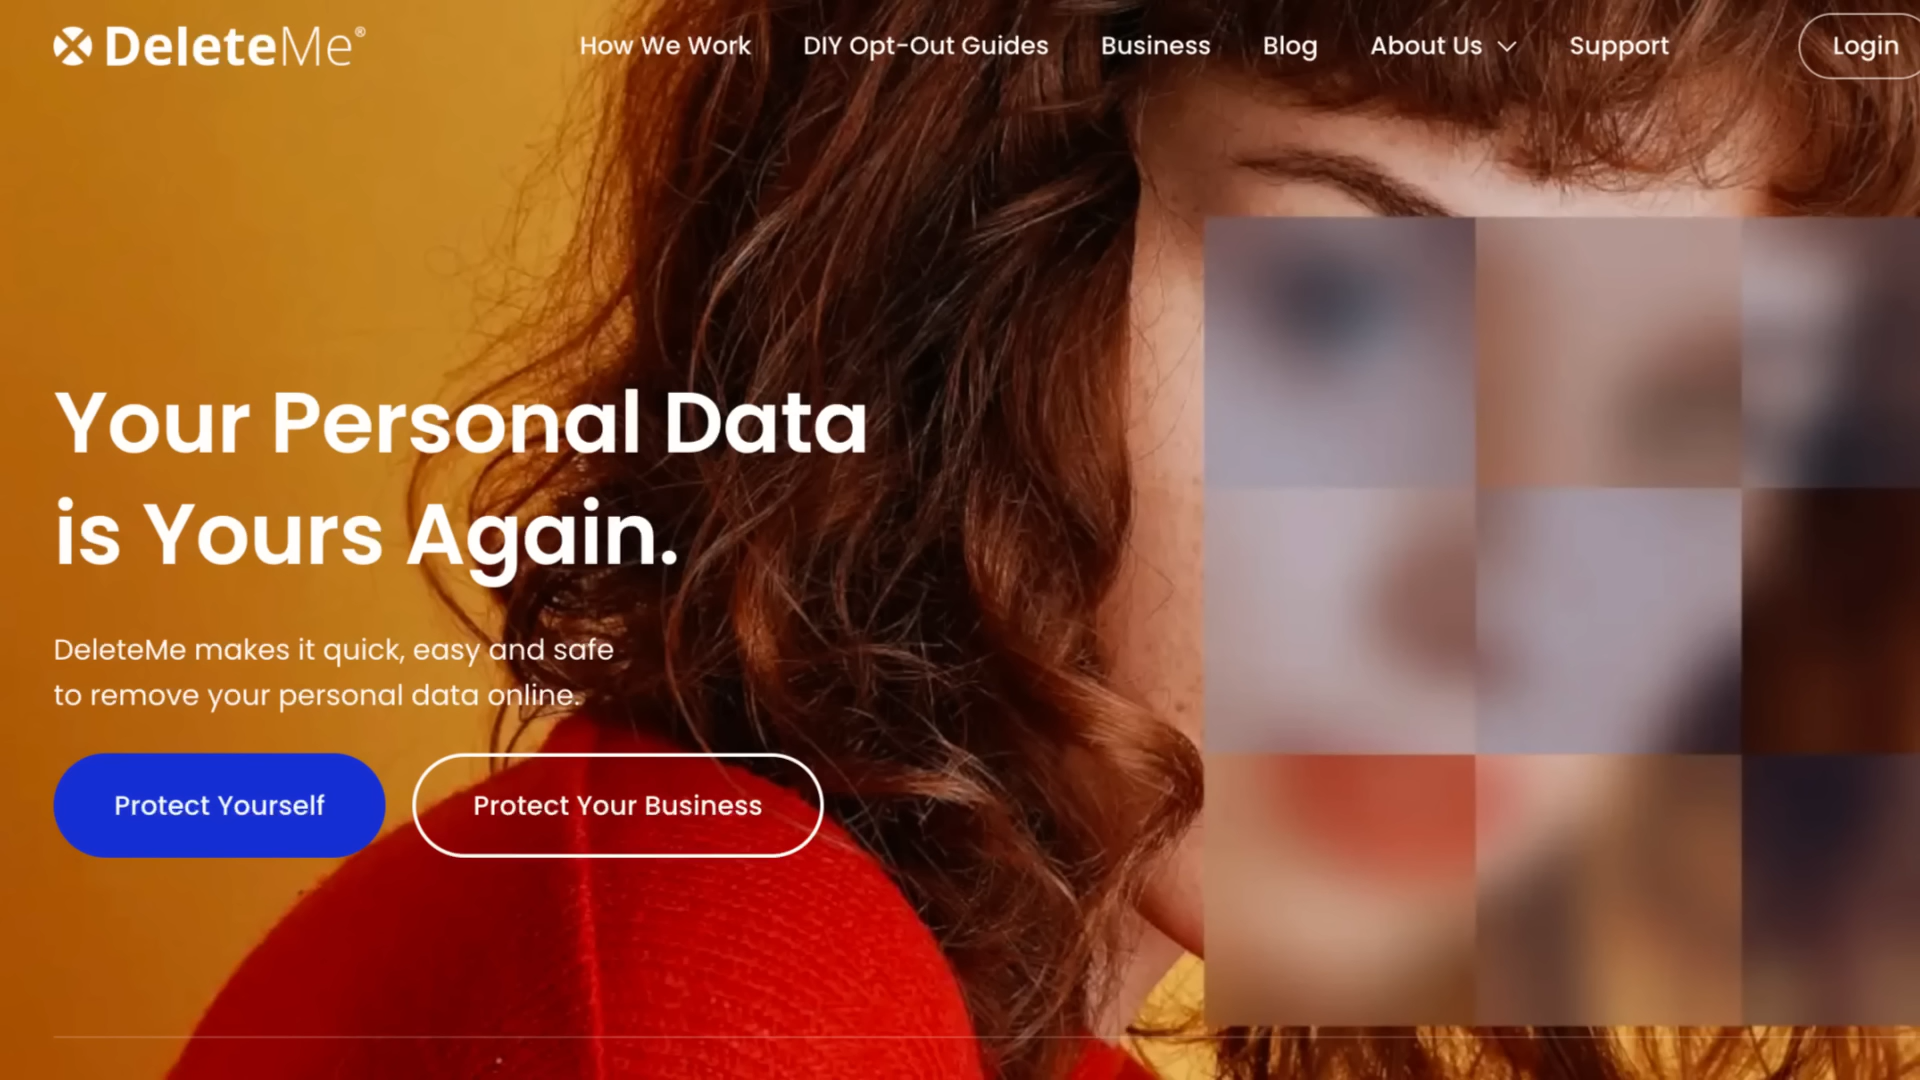 DeleteMe®
How We Work
DIY Opt-Out Guides
Business
Blog
About Us
Support
Login
Your Personal Data
is Yours Again.
DeleteMe makes it quick, easy and safe
to remove your personal data online.
Protect Yourself
Protect Your Business